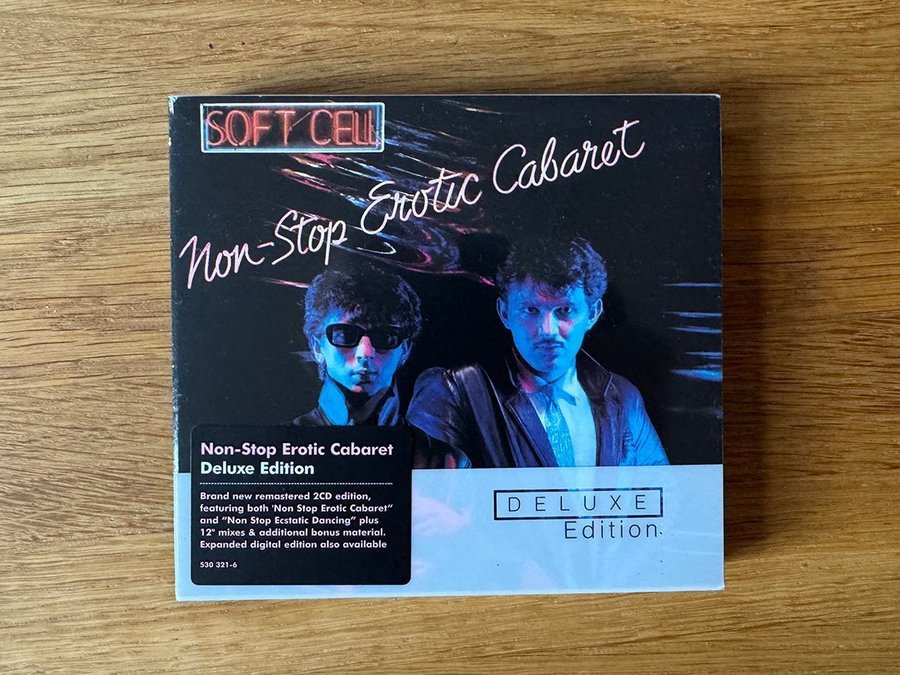 SOFT CELL
Non-Stop Erotic Cabaret
Non-Stop Erotic Cabaret
Deluxe Edition
Brand new remastered 2CD edition,
featuring both 'Non Stop Erotic Cabaret"
and "Non Stop Ecstatic Dancing" plus
12" mixes & additional bonus material.
Expanded digital edition also available
530 321-6
DELUXE
Edition